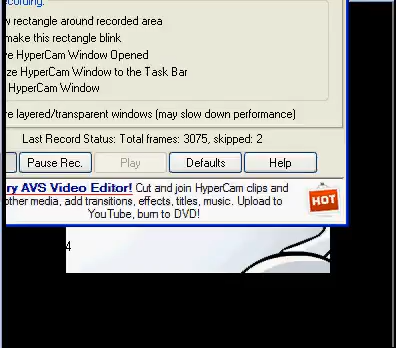 recording:
w rectangle around recorded area
make this rectangle blink
ve HyperCam Window Opened
ze HyperCam Window to the Task Bar
HyperCam Window
re layered/transparent windows (may slow down performance)
Last Record Status: Total frames: 3075, skipped: 2
Pause Rec. Play Defaults Help
ry AVS Video Editor! Cut and join HyperCam clips and
other media, add transitions, effects, titles, music. Upload to
YouTube, burn to DVD!
HOT
4